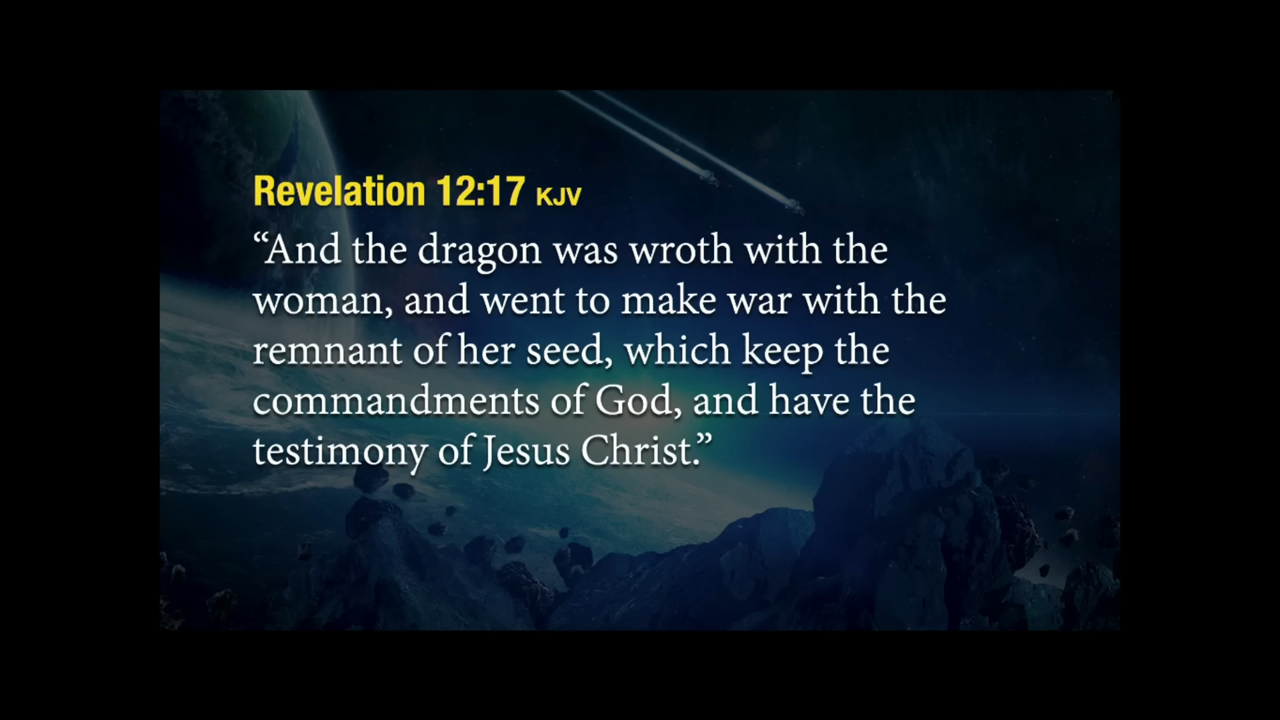 Revelation 12:17 KJV
“And the dragon was wroth with the
woman, and went to make war with the
remnant of her seed, which keep the
commandments of God, and have the
testimony of Jesus Christ.”